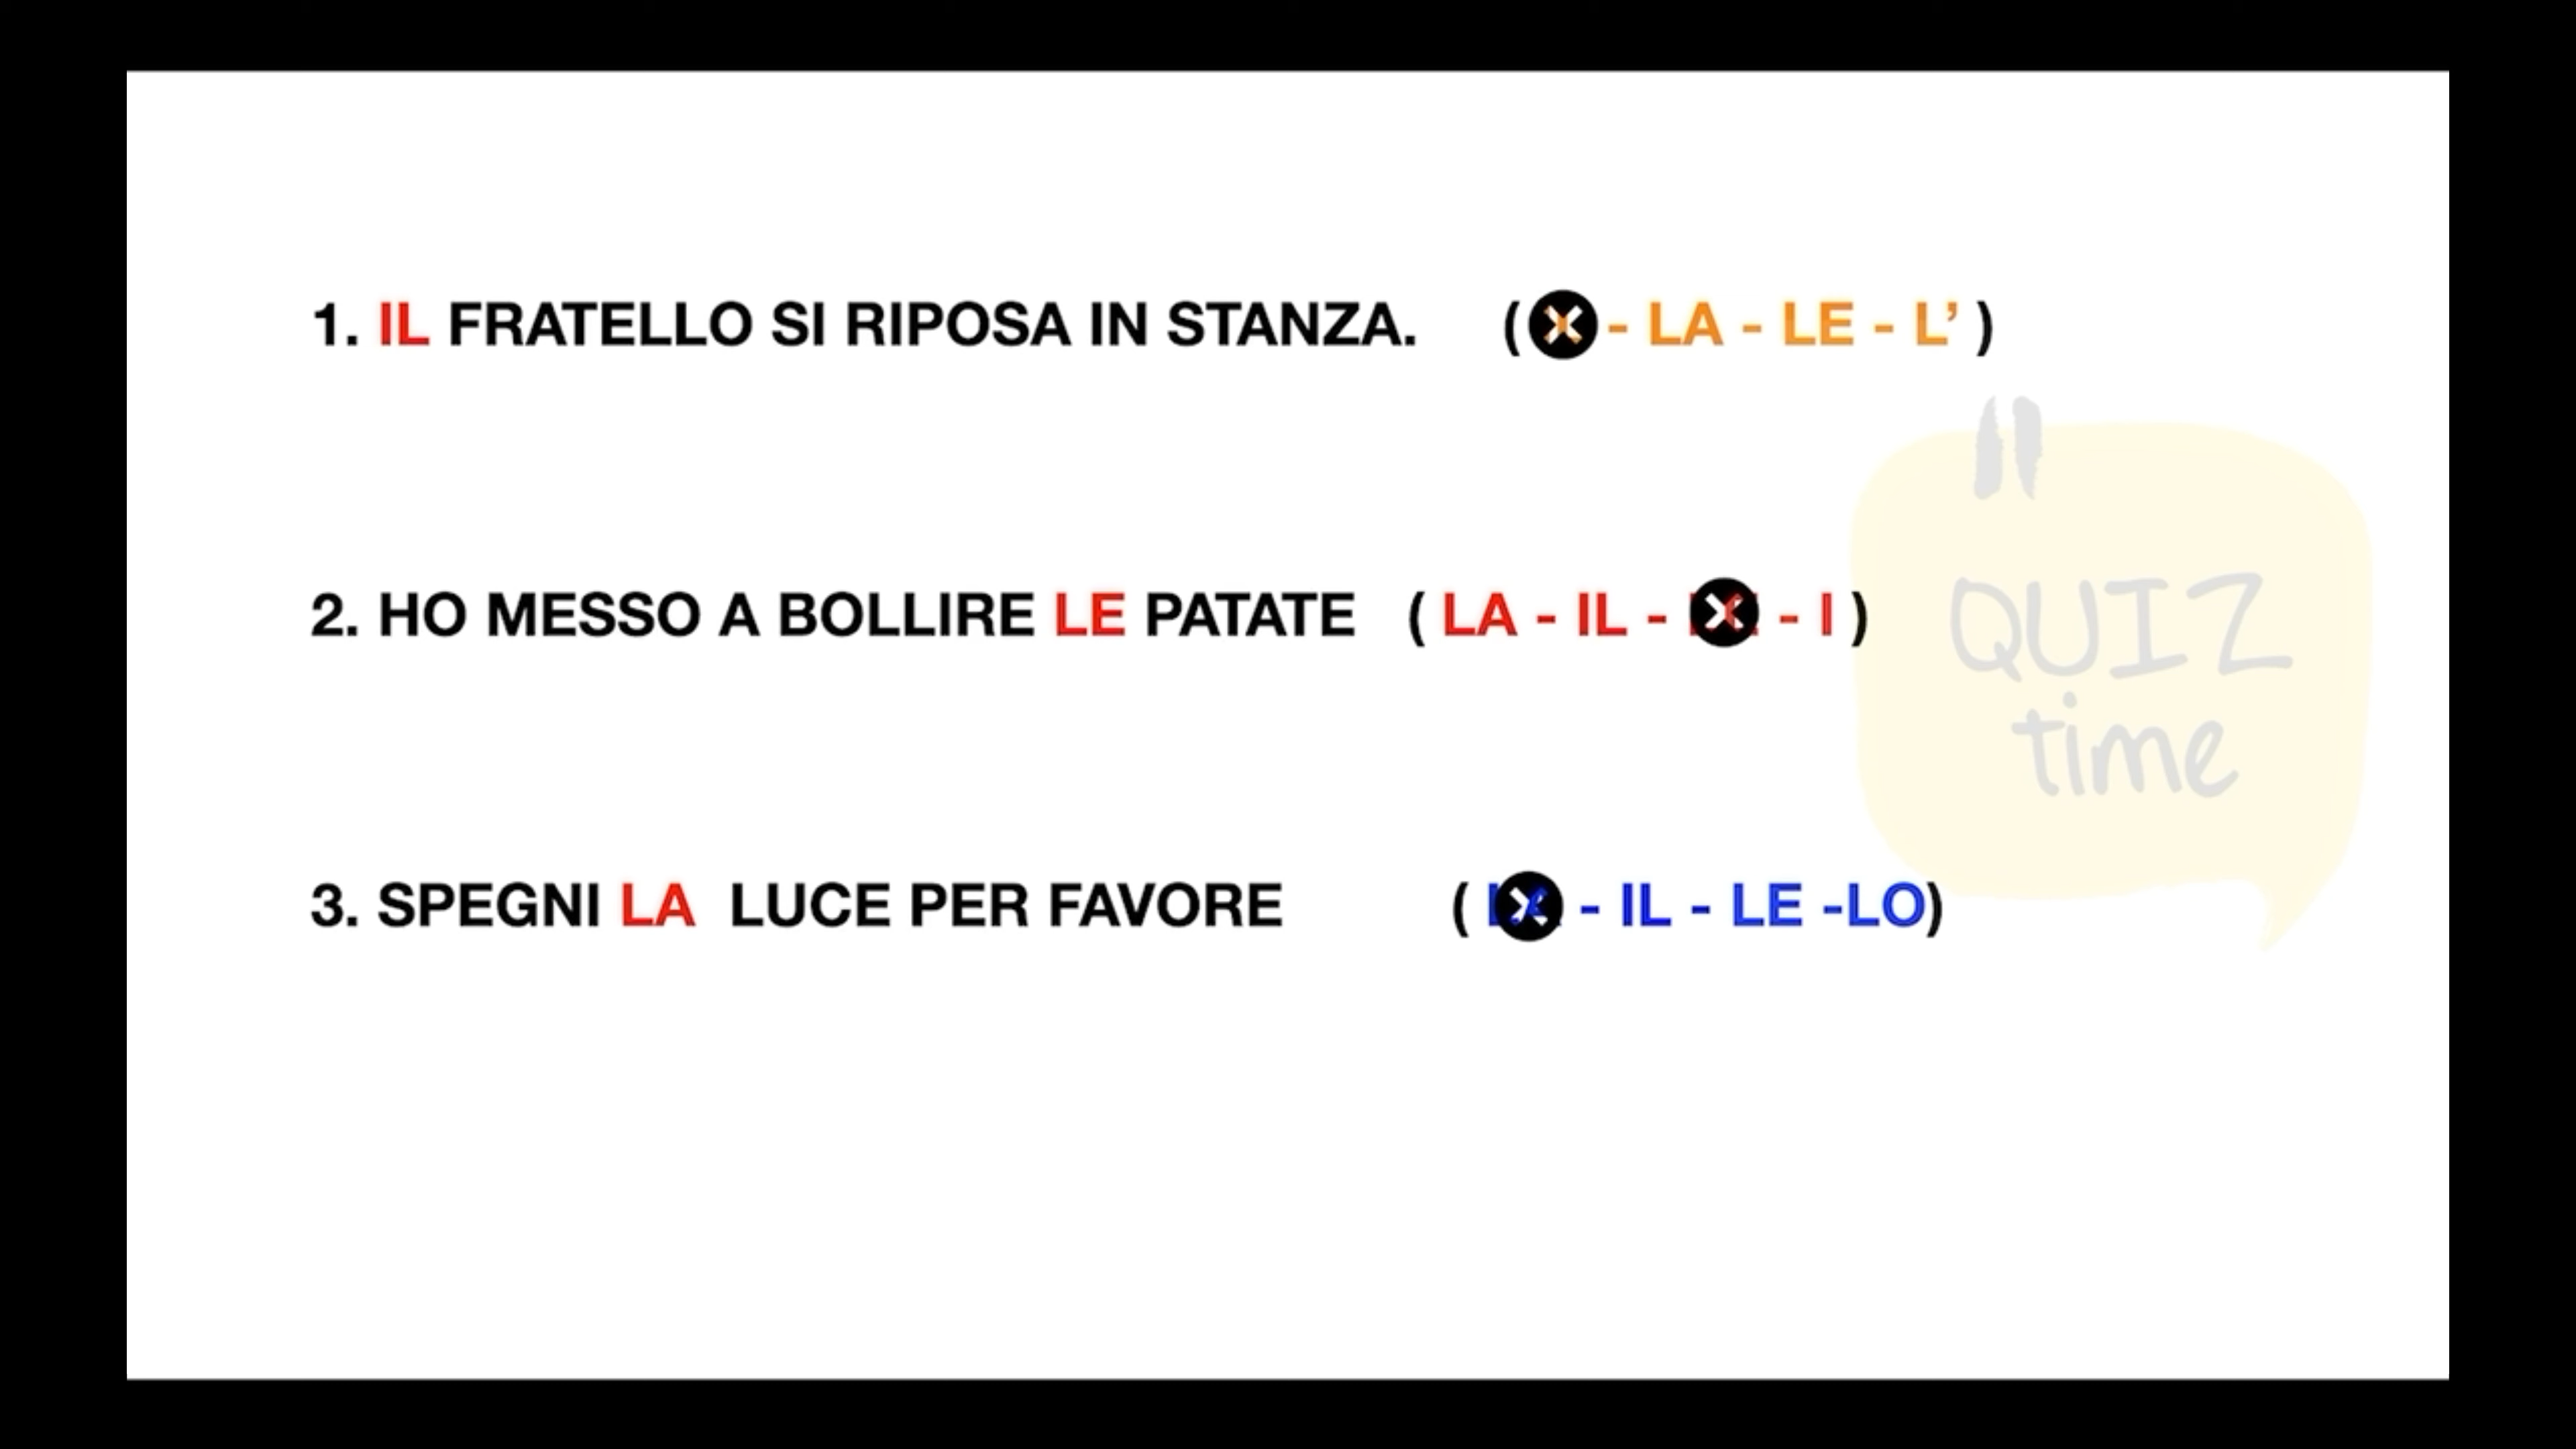 1. IL FRATELLO SI RIPOSA IN STANZA. ( - LA - LE - L’ )
2. HO MESSO A BOLLIRE LE PATATE ( LA - IL - - I )
3. SPEGNI LA LUCE PER FAVORE ( - IL - LE -LO)
"
QUIZ
time